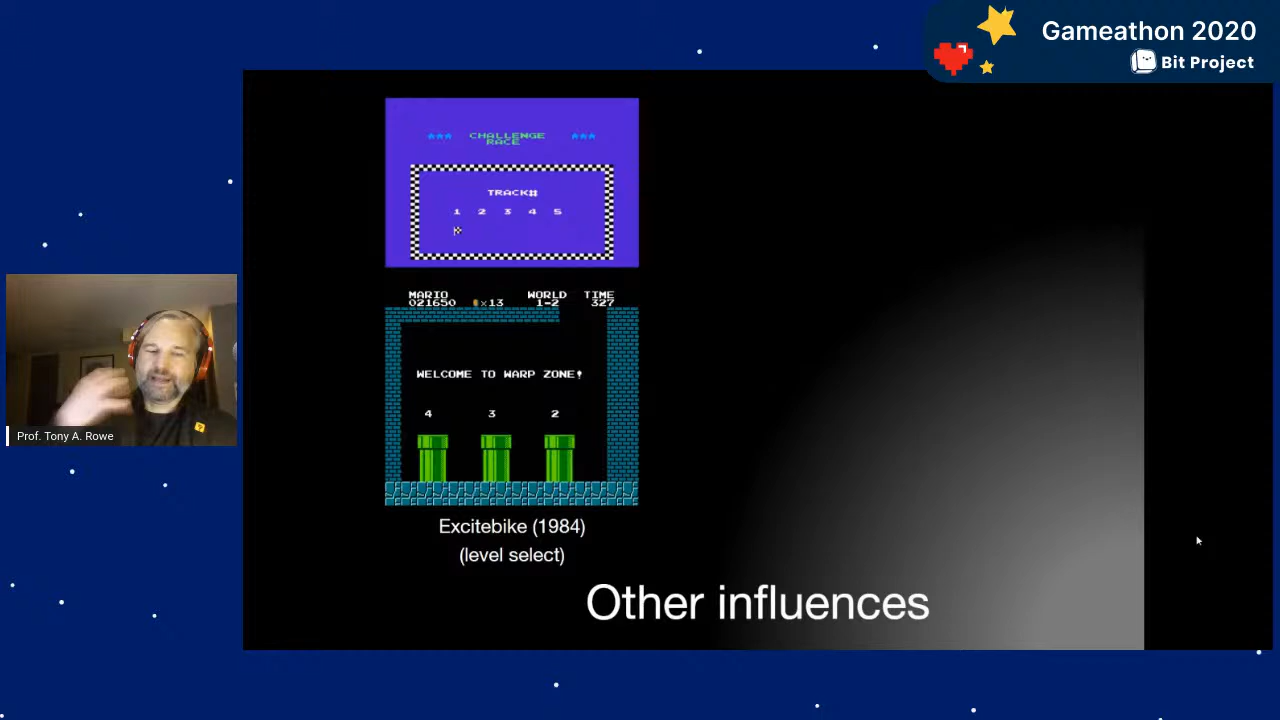 Gameathon 2020
Bit Project
*** CHALLENGE ***
RACE
TRACK#
1 2 3 4 5
MARIO WORLD TIME
021650 ×13 1-2 327
WELCOME TO WARP ZONE!
4 3 2
Excitebike (1984)
(level select)
Other influences
Prof. Tony A. Rowe